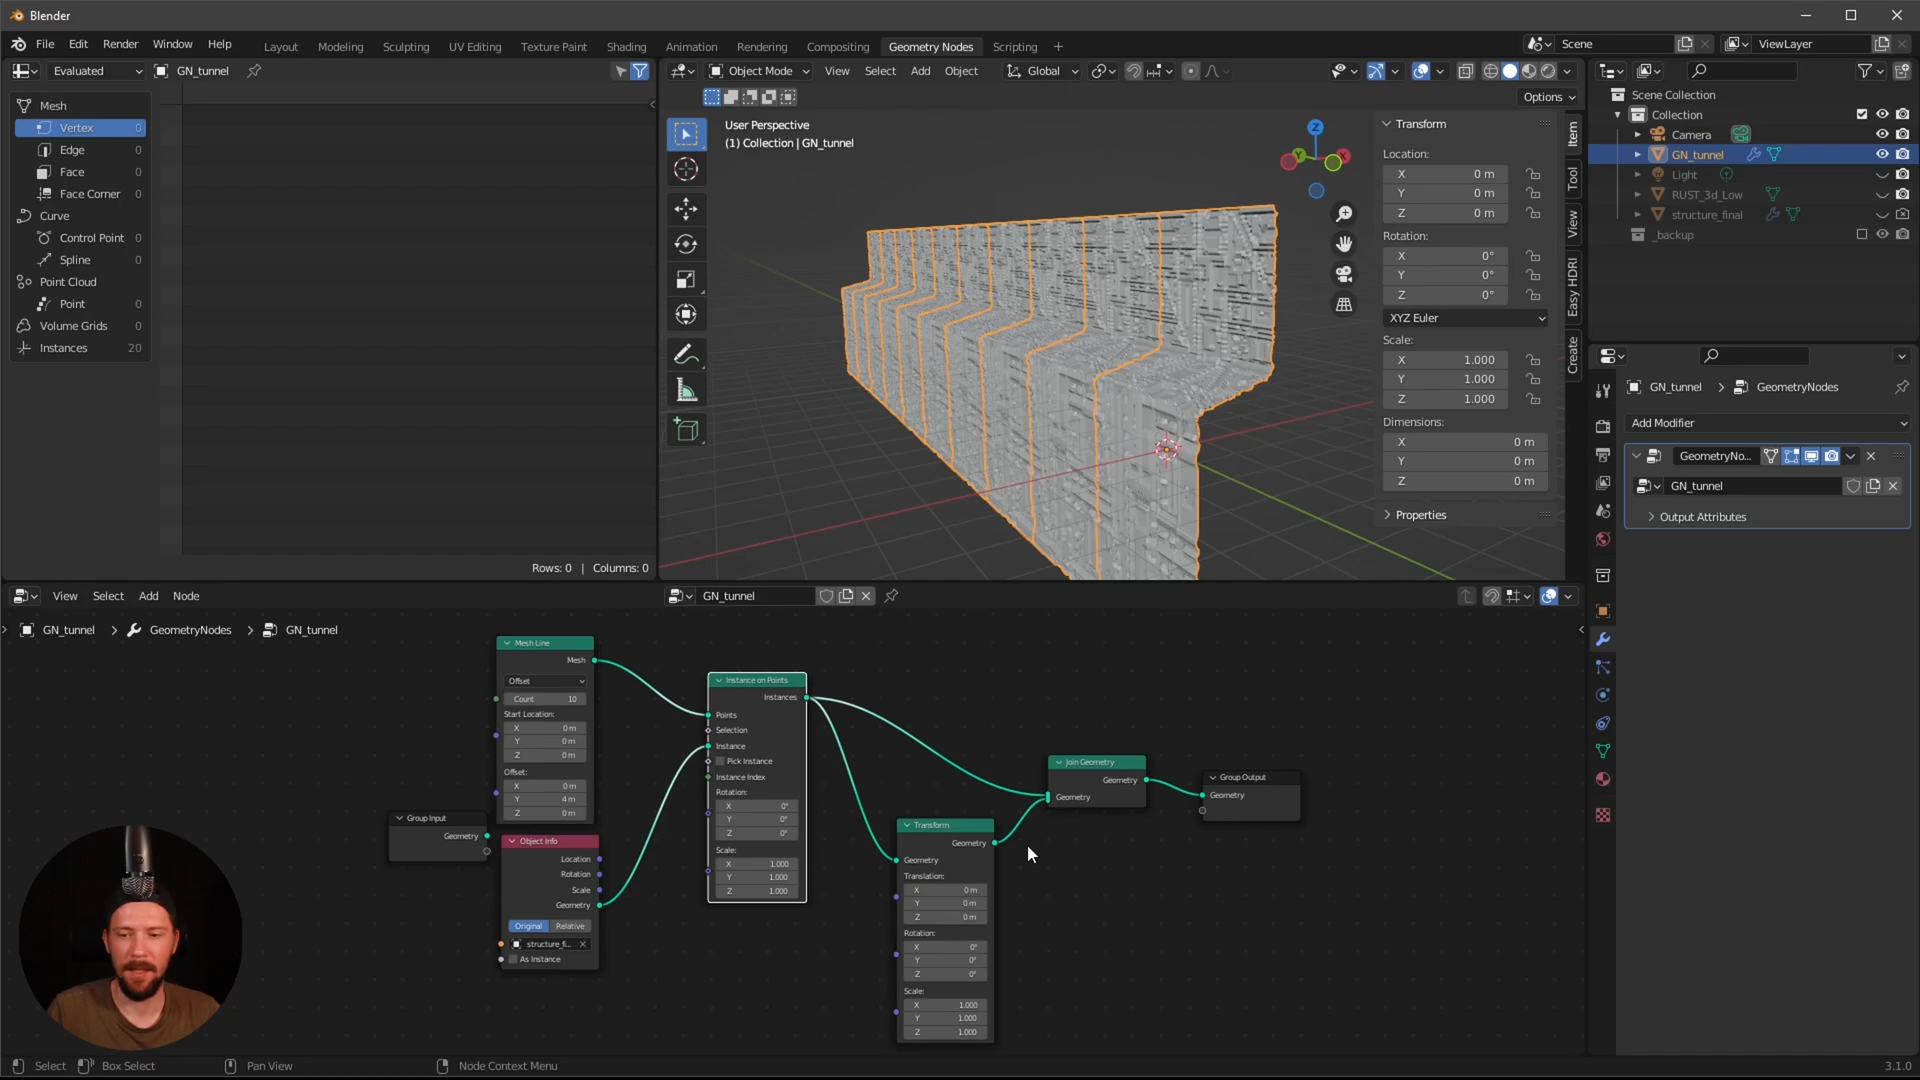 Blender
File Edit Render Window Help
Layout Modeling Sculpting UV Editing Texture Paint Shading Animation Rendering Compositing Geometry Nodes Scripting +
Scene
ViewLayer
Evaluated
GN_tunnel
Mesh
Vertex 0
Edge 0
Face 0
Face Corner 0
Curve
Control Point 0
Spline 0
Point Cloud
Point 0
Volume Grids 0
Instances 20
Rows: 0 | Columns: 0
Object Mode View Select Add Object Global
Options
User Perspective
(1) Collection | GN_tunnel
Z
Y
X
Transform
Location:
X 0 m
Y 0 m
Z 0 m
Rotation:
X 0°
Y 0°
Z 0°
XYZ Euler
Scale:
X 1.000
Y 1.000
Z 1.000
Dimensions:
X 0 m
Y 0 m
Z 0 m
Properties
Item
Tool
View
Easy HDRI
Create
Scene Collection
Collection
Camera
GN_tunnel
Light
RUST_3d_Low
structure_final
_backup
GN_tunnel > GeometryNodes
Add Modifier
GeometryNo...
GN_tunnel
Output Attributes
View Select Add Node
GN_tunnel
GN_tunnel > GeometryNodes > GN_tunnel
Mesh Line
Mesh
Offset
Count 10
Start Location:
X 0 m
Y 0 m
Z 0 m
Offset:
X 0 m
Y 4 m
Z 0 m
Group Input
Geometry
Object Info
Location
Rotation
Scale
Geometry
Original Relative
structure_fi...
As Instance
Instance on Points
Instances
Points
Selection
Instance
Pick Instance
Instance Index
Rotation:
X 0°
Y 0°
Z 0°
Scale:
X 1.000
Y 1.000
Z 1.000
Transform
Geometry
Geometry
Translation:
X 0 m
Y 0 m
Z 0 m
Rotation:
X 0°
Y 0°
Z 0°
Scale:
X 1.000
Y 1.000
Z 1.000
Join Geometry
Geometry
Geometry
Group Output
Geometry
Select Box Select Pan View Node Context Menu
3.1.0